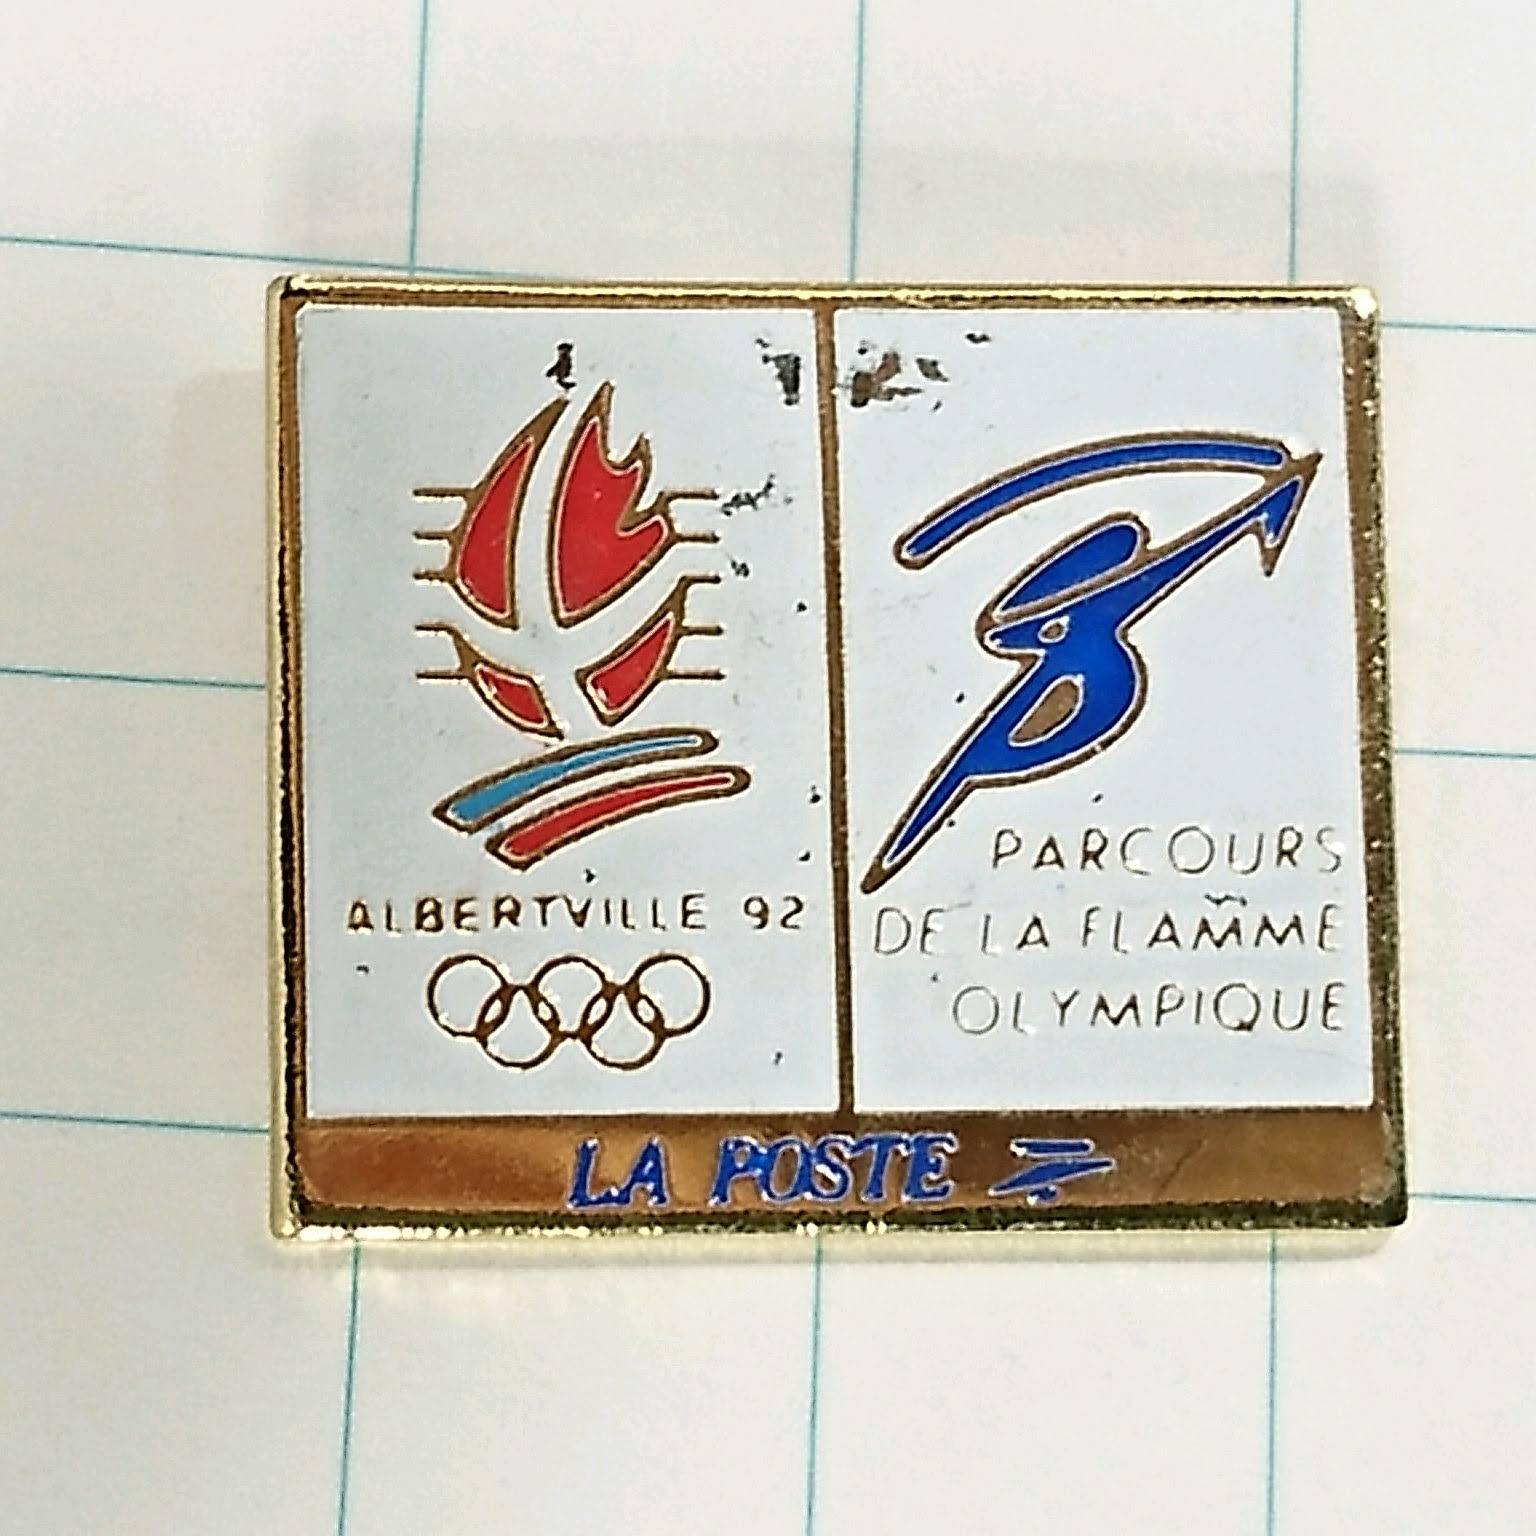 ALBERTVILLE 92
PARCOURS
DE LA FLAMME
OLYMPIQUE
LA POSTE